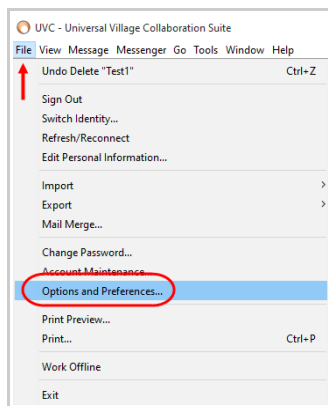 UVC - Universal Village Collaboration Suite
File View Message Messenger Go Tools Window Help
Undo Delete "Test1" Ctrl+Z
Sign Out
Switch Identity...
Refresh/Reconnect
Edit Personal Information...
Import >
Export >
Mail Merge...
Change Password...
Account Maintenance...
Options and Preferences...
Print Preview...
Print... Ctrl+P
Work Offline
Exit